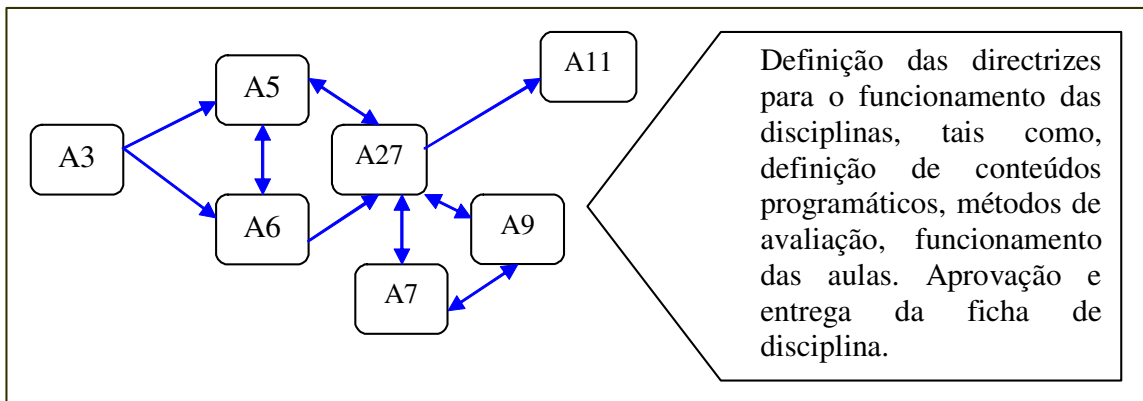 A3
A5
A6
A27
A11
A9
A7
Definição das directrizes
para o funcionamento das
disciplinas, tais como,
definição de conteúdos
programáticos, métodos de
avaliação, funcionamento
das aulas. Aprovação e
entrega da ficha de
disciplina.